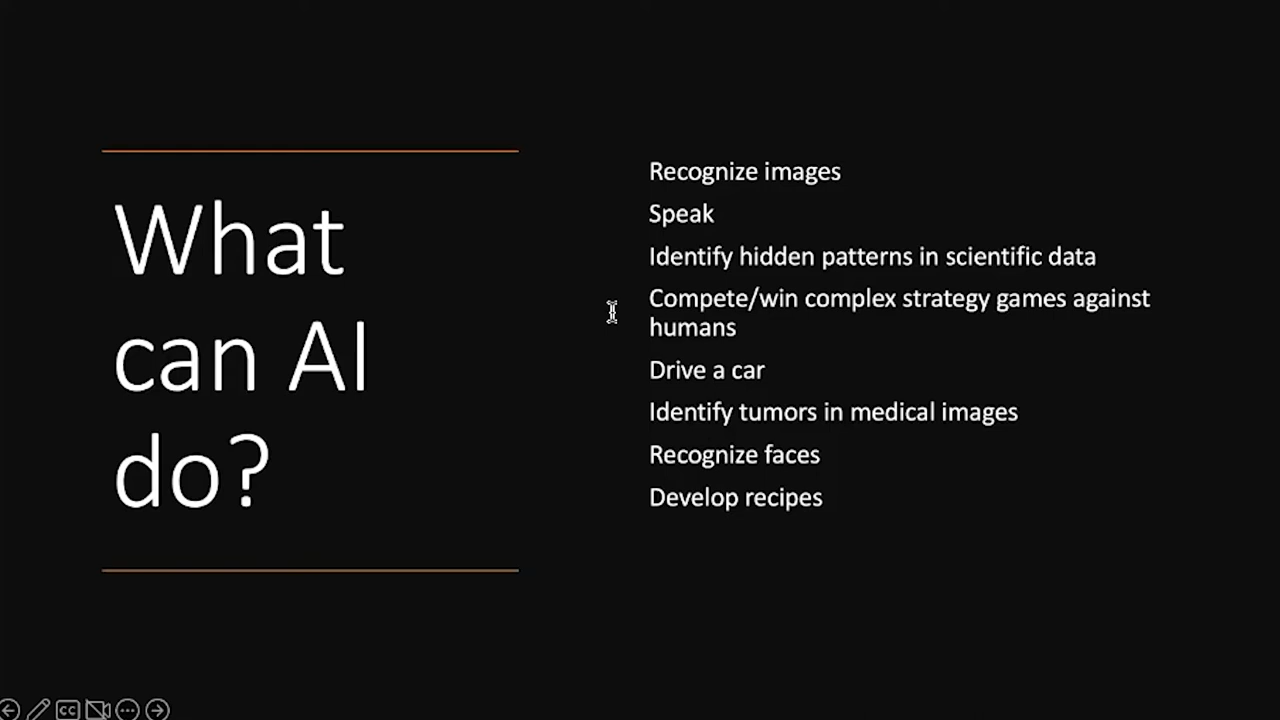 What
can AI
do?
Recognize images
Speak
Identify hidden patterns in scientific data
Compete/win complex strategy games against
humans
Drive a car
Identify tumors in medical images
Recognize faces
Develop recipes
CC